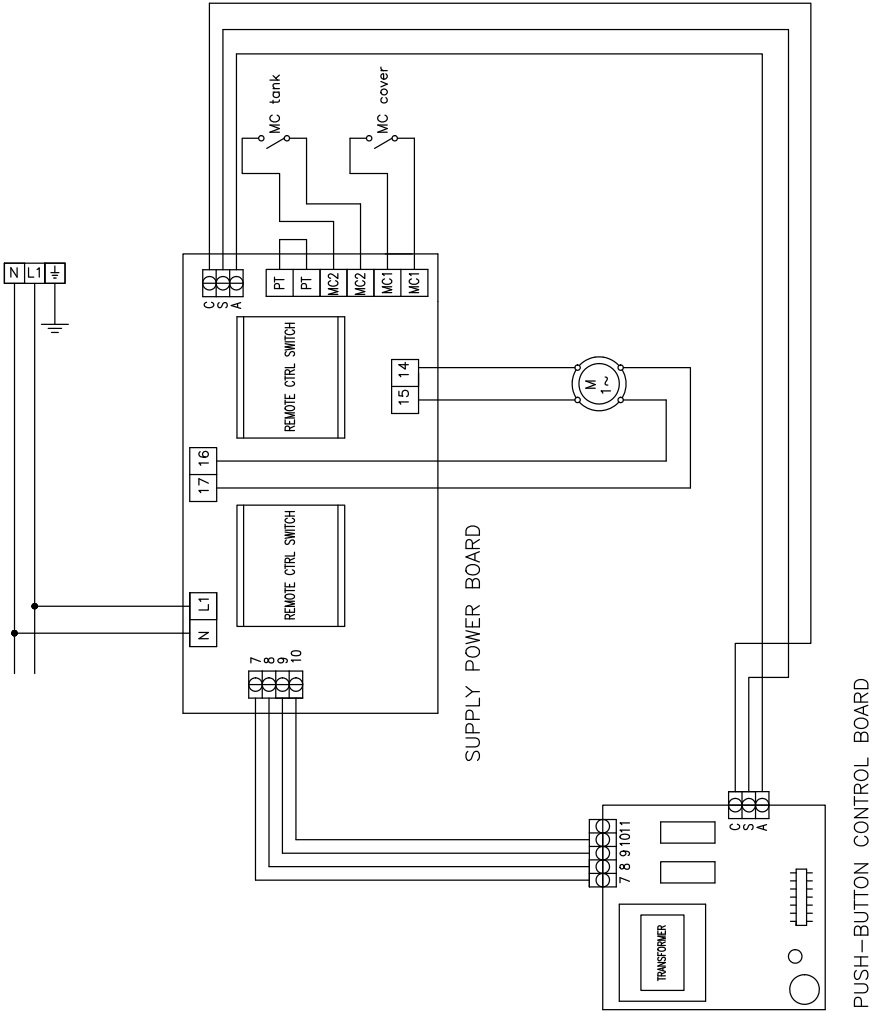 N L1
MC tank
MC cover
C
S
A
PT
PT
MC2
MC2
MC1
MC1
REMOTE CTRL SWITCH
15 14
M
1~
17 16
REMOTE CTRL SWITCH
N L1
7
8
9
10
SUPPLY POWER BOARD
7 8 9 10 11
C
S
A
TRANSFORMER
PUSH-BUTTON CONTROL BOARD